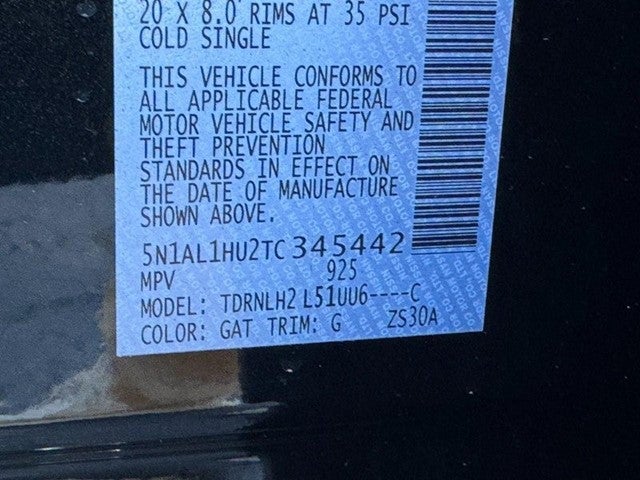 20 X 8.0 RIMS AT 35 PSI
COLD SINGLE
THIS VEHICLE CONFORMS TO
ALL APPLICABLE FEDERAL
MOTOR VEHICLE SAFETY AND
THEFT PREVENTION
STANDARDS IN EFFECT ON
THE DATE OF MANUFACTURE
SHOWN ABOVE.
5N1AL1HU2TC345442
MPV 925
MODEL: TDRNLH2 L51UU6----C
COLOR: GAT TRIM: G ZS30A